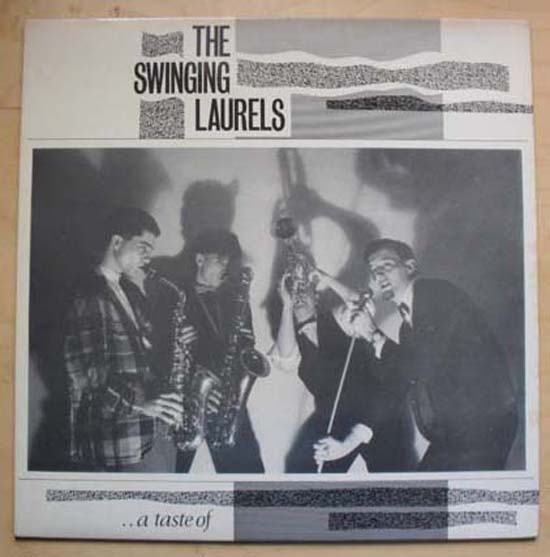 THE
SWINGING
LAURELS
..a taste of